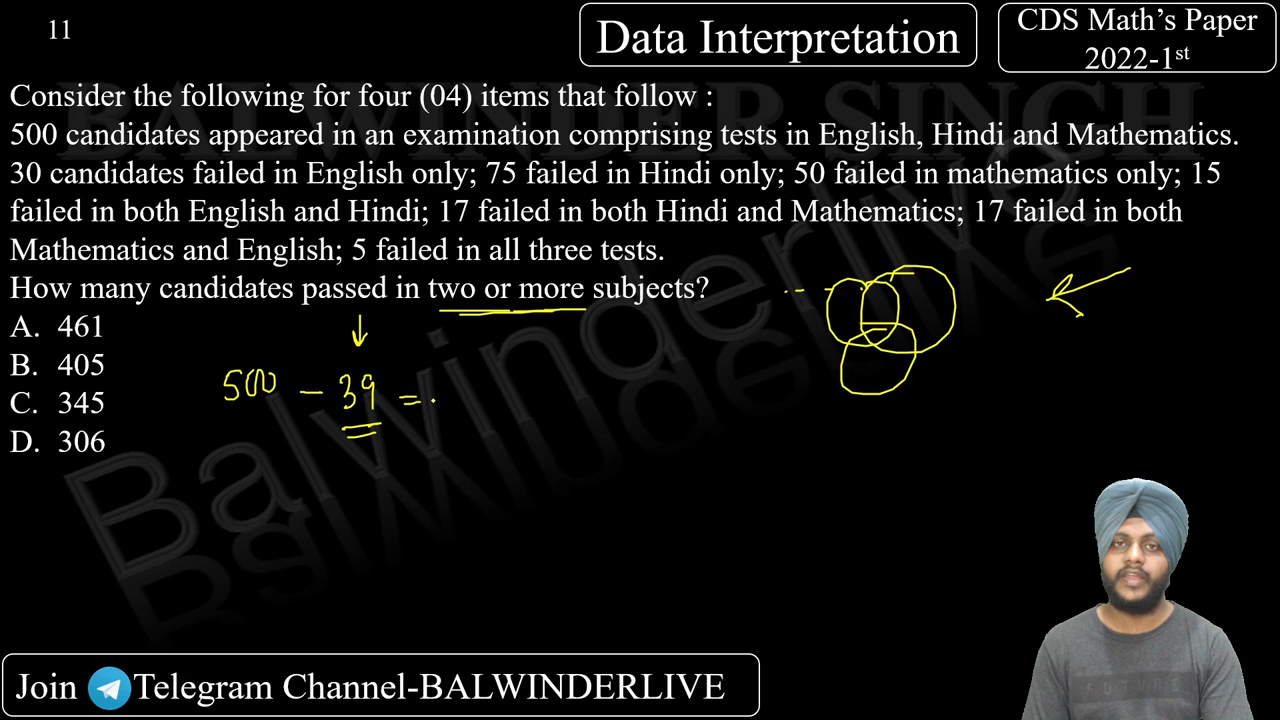 11
Data Interpretation
CDS Math's Paper
2022-1st
Consider the following for four (04) items that follow :
500 candidates appeared in an examination comprising tests in English, Hindi and Mathematics.
30 candidates failed in English only; 75 failed in Hindi only; 50 failed in mathematics only; 15
failed in both English and Hindi; 17 failed in both Hindi and Mathematics; 17 failed in both
Mathematics and English; 5 failed in all three tests.
How many candidates passed in two or more subjects?
A. 461
B. 405
C. 345
D. 306
500 - 39 =
BALWINDER SINGH
Balwinderlive
FUTURE
Join Telegram Channel-BALWINDERLIVE